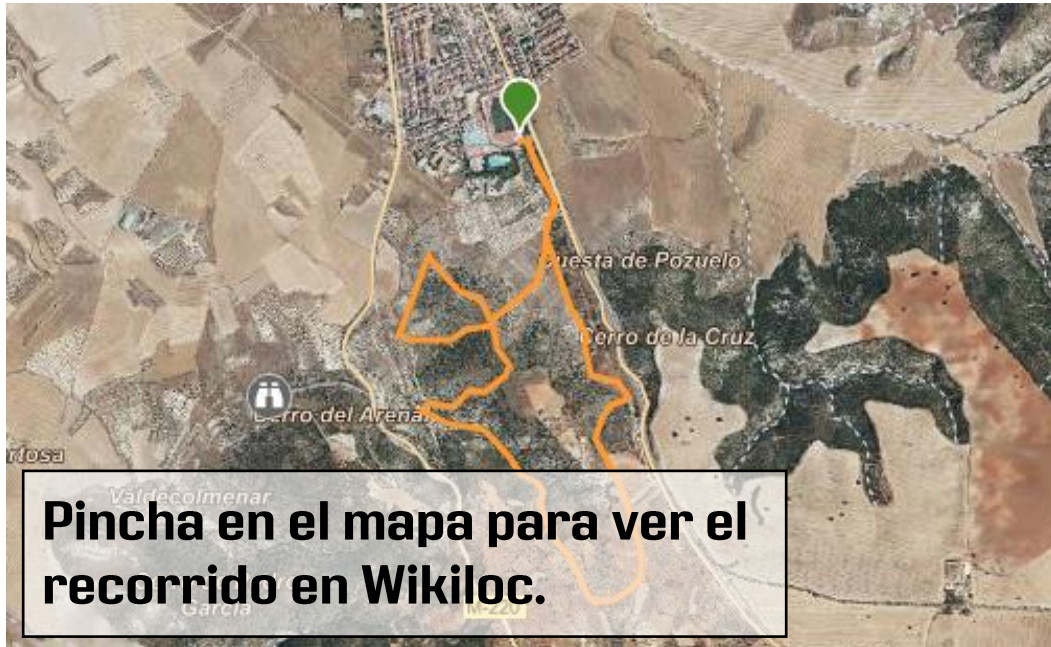 Cuesta de Pozuelo
Cerro de la Cruz
Cerro del Arenal
Valdecolmenar
Pincha en el mapa para ver el
recorrido en Wikiloc.
García
M-220